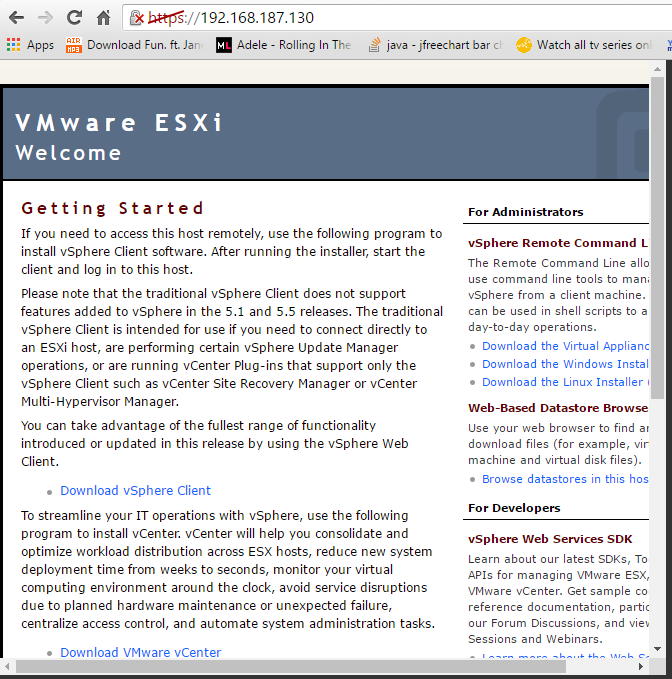 https://192.168.187.130
Apps
Download Fun. ft. Jan
Adele - Rolling In The
java - jfreechart bar c
Watch all tv series on
AIR
MP3
ML
VMware ESXi
Welcome
Getting Started
If you need to access this host remotely, use the following program to
install vSphere Client software. After running the installer, start the
client and log in to this host.
Please note that the traditional vSphere Client does not support
features added to vSphere in the 5.1 and 5.5 releases. The traditional
vSphere Client is intended for use if you need to connect directly to
an ESXi host, are performing certain vSphere Update Manager
operations, or are running vCenter Plug-ins that support only the
vSphere Client such as vCenter Site Recovery Manager or vCenter
Multi-Hypervisor Manager.
You can take advantage of the fullest range of functionality
introduced or updated in this release by using the vSphere Web
Client.
Download vSphere Client
To streamline your IT operations with vSphere, use the following
program to install vCenter. vCenter will help you consolidate and
optimize workload distribution across ESX hosts, reduce new system
deployment time from weeks to seconds, monitor your virtual
computing environment around the clock, avoid service disruptions
due to planned hardware maintenance or unexpected failure,
centralize access control, and automate system administration tasks.
Download VMware vCenter
For Administrators
vSphere Remote Command L
The Remote Command Line allo
use command line tools to mana
vSphere from a client machine.
can be used in shell scripts to a
day-to-day operations.
Download the Virtual Applianc
Download the Windows Instal
Download the Linux Installer (
Web-Based Datastore Browse
Use your web browser to find an
download files (for example, virt
machine and virtual disk files).
Browse datastores in this hos
For Developers
vSphere Web Services SDK
Learn about our latest SDKs, To
APIs for managing VMware ESX,
VMware vCenter. Get sample co
reference documentation, partic
our Forum Discussions, and view
Sessions and Webinars.
Learn more about the Web Se